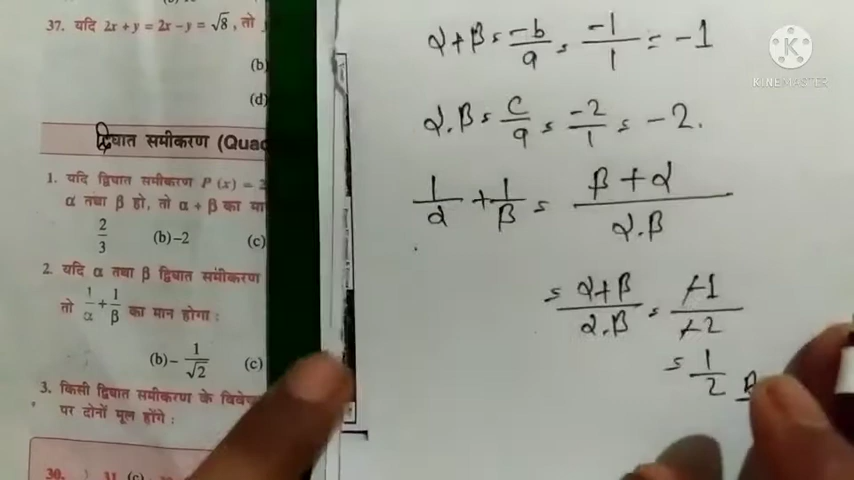 37. यदि 2x + y = 2x − y = √8, तो
(b)
(d)
द्विघात समीकरण (Quad
1. यदि द्विघात समीकरण P (x) = 2
α तथा β हो, तो α + β का मा
2/3 (b) −2 (c)
2. यदि α तथा β द्विघात समीकरण
तो 1/α + 1/β का मान होगा :
(b) − 1/√2 (c)
3. किसी द्विघात समीकरण के
पर दोनों मूल होंगे :
30. 31. (c)
α + β = -b/a = -1/1 = -1
α.β = c/a = -2/1 = -2.
1/α + 1/β = β + α/α.β
= α+β/α.β = -1/-2
= 1/2
KINEMASTER